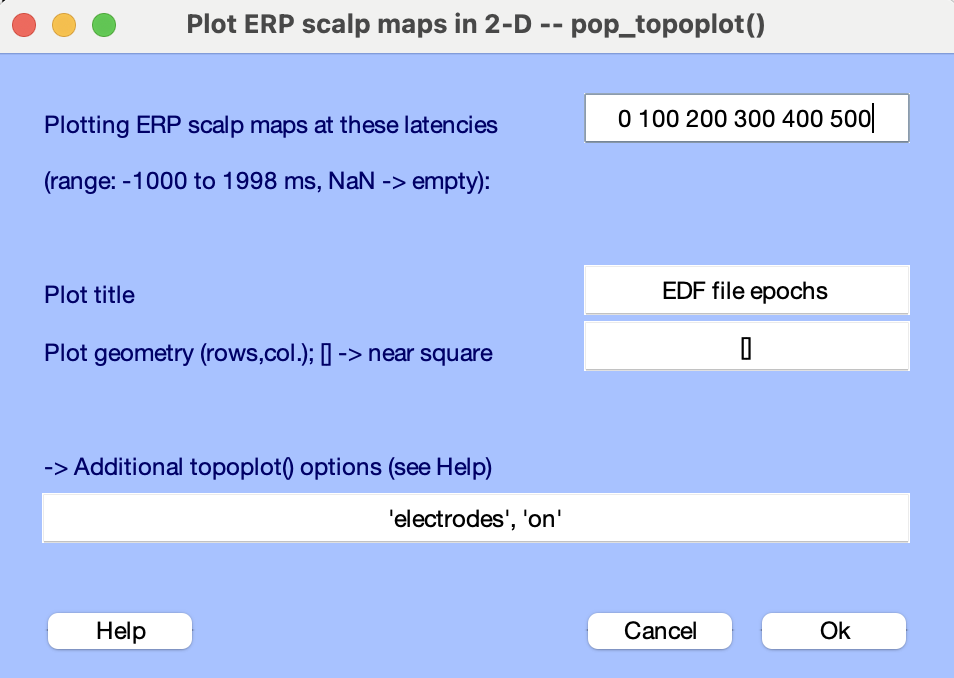 Plot ERP scalp maps in 2-D -- pop_topoplot()
Plotting ERP scalp maps at these latencies
0 100 200 300 400 500
(range: -1000 to 1998 ms, NaN -> empty):
Plot title
EDF file epochs
Plot geometry (rows,col.); [] -> near square
[]
-> Additional topoplot() options (see Help)
'electrodes', 'on'
Help
Cancel
Ok